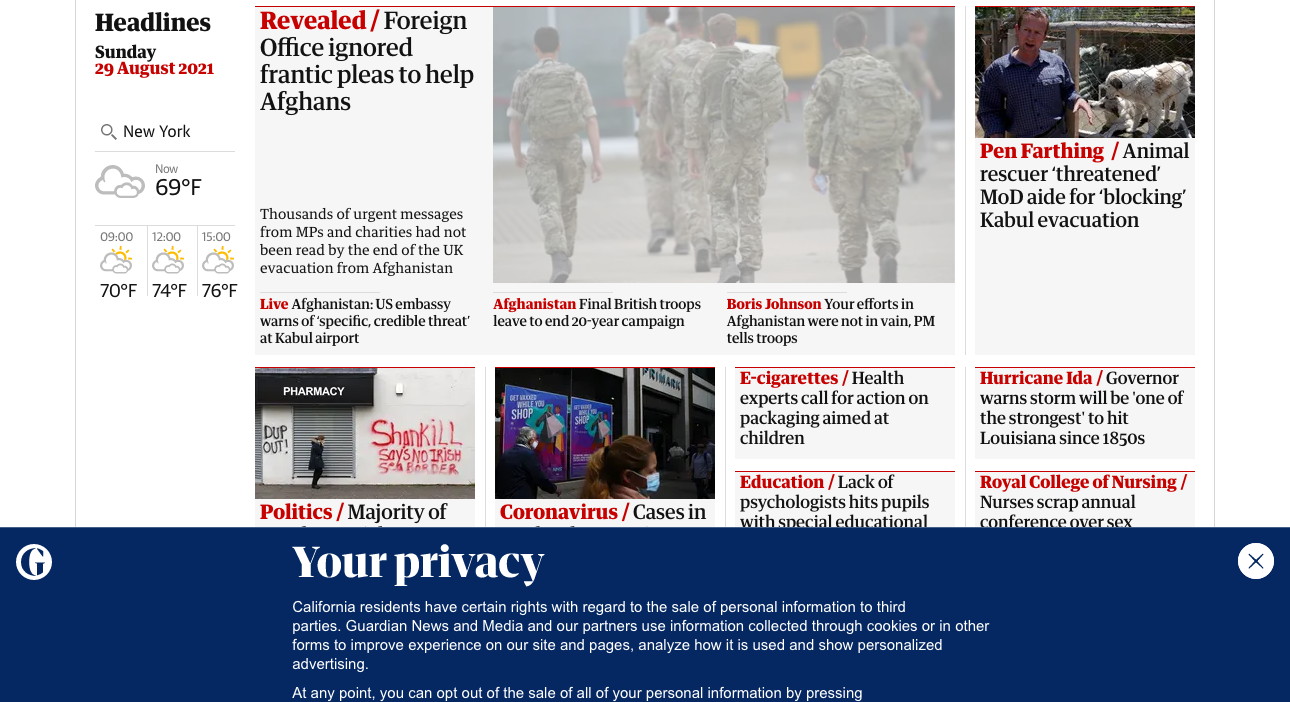 Headlines
Sunday
29 August 2021
New York
Now
69°F
09:00
12:00
15:00
70°F
74°F
76°F
Revealed / Foreign
Office ignored
frantic pleas to help
Afghans
Thousands of urgent messages
from MPs and charities had not
been read by the end of the UK
evacuation from Afghanistan
Live Afghanistan: US embassy
warns of ‘specific, credible threat’
at Kabul airport
Afghanistan Final British troops
leave to end 20-year campaign
Boris Johnson Your efforts in
Afghanistan were not in vain, PM
tells troops
Pen Farthing / Animal
rescuer ‘threatened’
MoD aide for ‘blocking’
Kabul evacuation
PHARMACY
DUP
OUT!
ShanKILL
SAYS NO IRISH
SEA BORDER
Politics / Majority of
PRIMARK
GET VAXXED
WHILE YOU
SHOP
GET VAXXED
WHILE YOU
SHOP
Coronavirus / Cases in
E-cigarettes / Health
experts call for action on
packaging aimed at
children
Education / Lack of
psychologists hits pupils
with special educational
Hurricane Ida / Governor
warns storm will be 'one of
the strongest' to hit
Louisiana since 1850s
Royal College of Nursing /
Nurses scrap annual
conference over sex
G
Your privacy
California residents have certain rights with regard to the sale of personal information to third
parties. Guardian News and Media and our partners use information collected through cookies or in other
forms to improve experience on our site and pages, analyze how it is used and show personalized
advertising.
At any point, you can opt out of the sale of all of your personal information by pressing